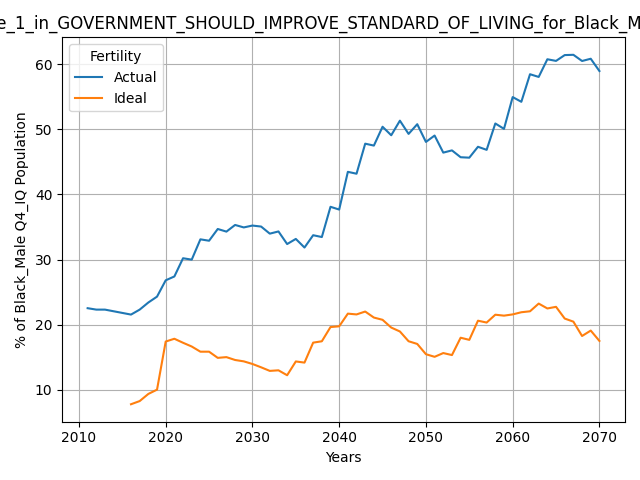 e_1_in_GOVERNMENT_SHOULD_IMPROVE_STANDARD_OF_LIVING_for_Black_M
Fertility
Actual
Ideal
% of Black_Male Q4_IQ Population
60
50
40
30
20
10
2010 2020 2030 2040 2050 2060 2070
Years